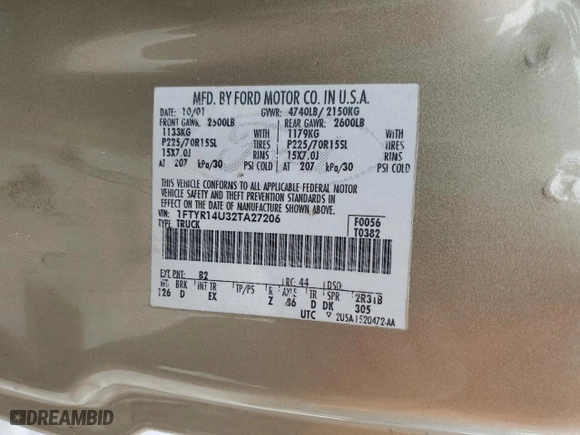 MFD. BY FORD MOTOR CO. IN U.S.A.
DATE: 10/01 GVWR: 4740LB/ 2150KG
FRONT GAWR: 2500LB REAR GAWR: 2600LB
1133KG WITH 1179KG WITH
P225/70R15SL TIRES P225/70R15SL TIRES
15X7.0J RIMS 15X7.0J RIMS
AT 207 kPa/30 PSI COLD AT 207 kPa/30 PSI COLD
THIS VEHICLE CONFORMS TO ALL APPLICABLE FEDERAL MOTOR
VEHICLE SAFETY AND THEFT PREVENTION STANDARDS IN
EFFECT ON THE DATE OF MANUFACTURE SHOWN ABOVE
VIN: 1FTYR14U32TA27206 F0056
TYPE: TRUCK T0382
EXT PNT: B2 RC: 44 DSO:
WB BRK INT TR TP/PS R AXLE TR SPR 2R31B
126 D EX Z 86 D DK 305
UTC 2USA-1520472-AA
DREAMBID